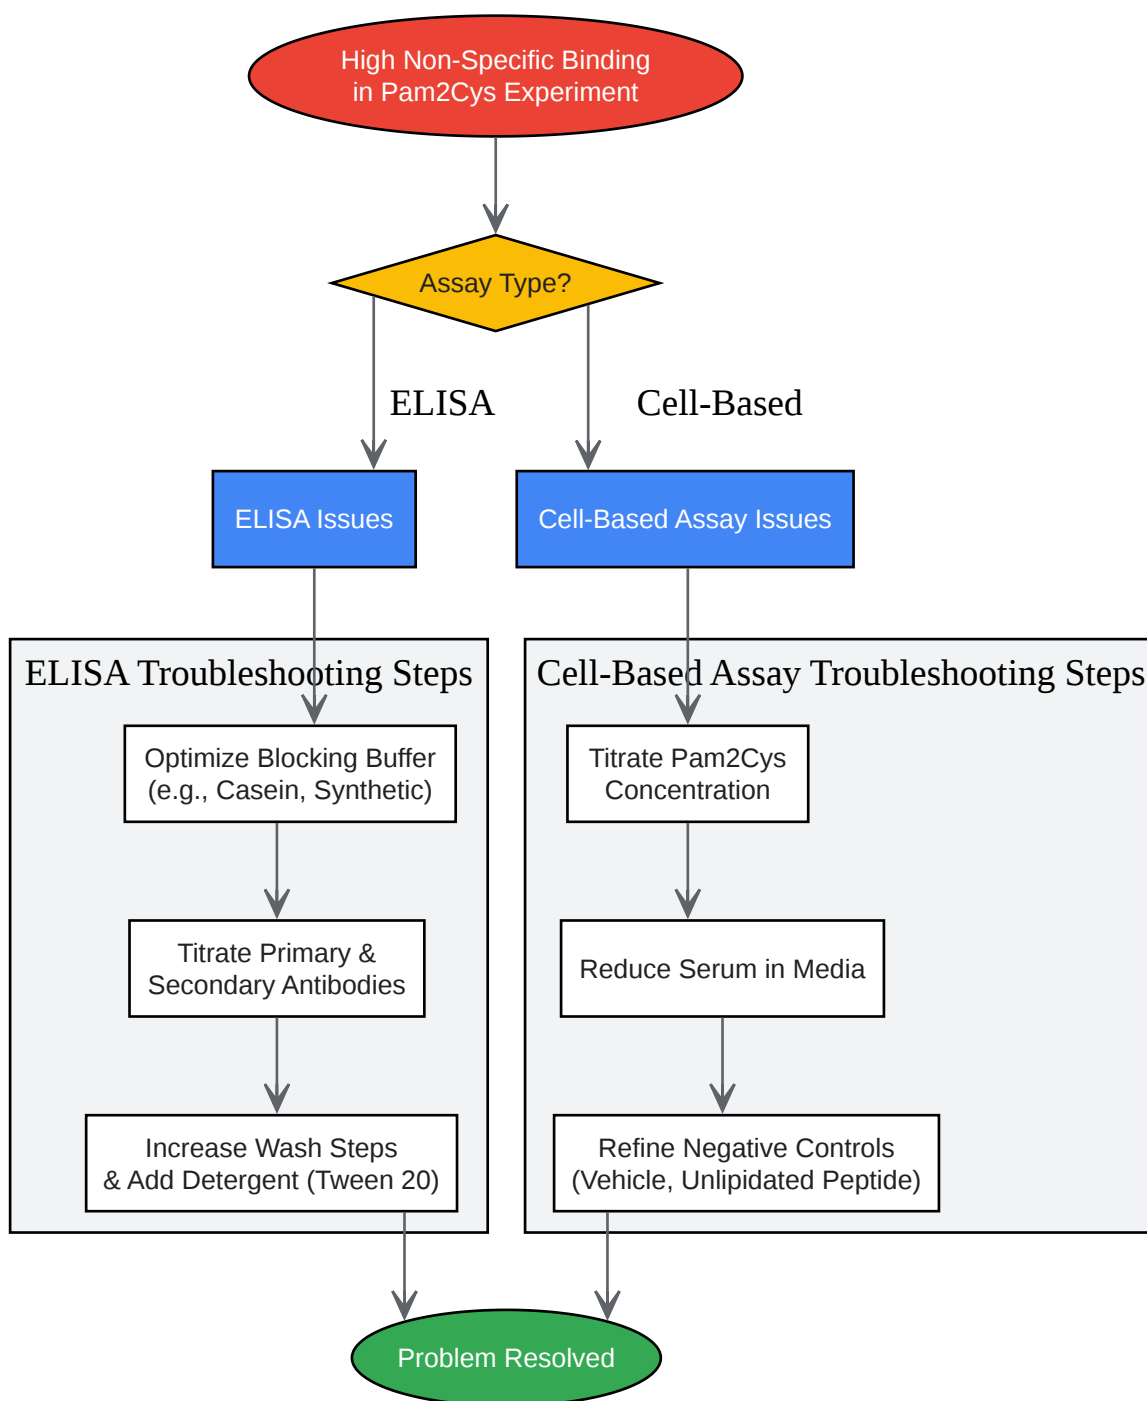 High Non-Specific Binding
in Pam2Cys Experiment
Assay Type?
ELISA
Cell-Based
ELISA Issues
Cell-Based Assay Issues
ELISA Troubleshooting Steps
Optimize Blocking Buffer
(e.g., Casein, Synthetic)
Titrate Primary &
Secondary Antibodies
Increase Wash Steps
& Add Detergent (Tween 20)
Cell-Based Assay Troubleshooting Steps
Titrate Pam2Cys
Concentration
Reduce Serum in Media
Refine Negative Controls
(Vehicle, Unlipidated Peptide)
Problem Resolved